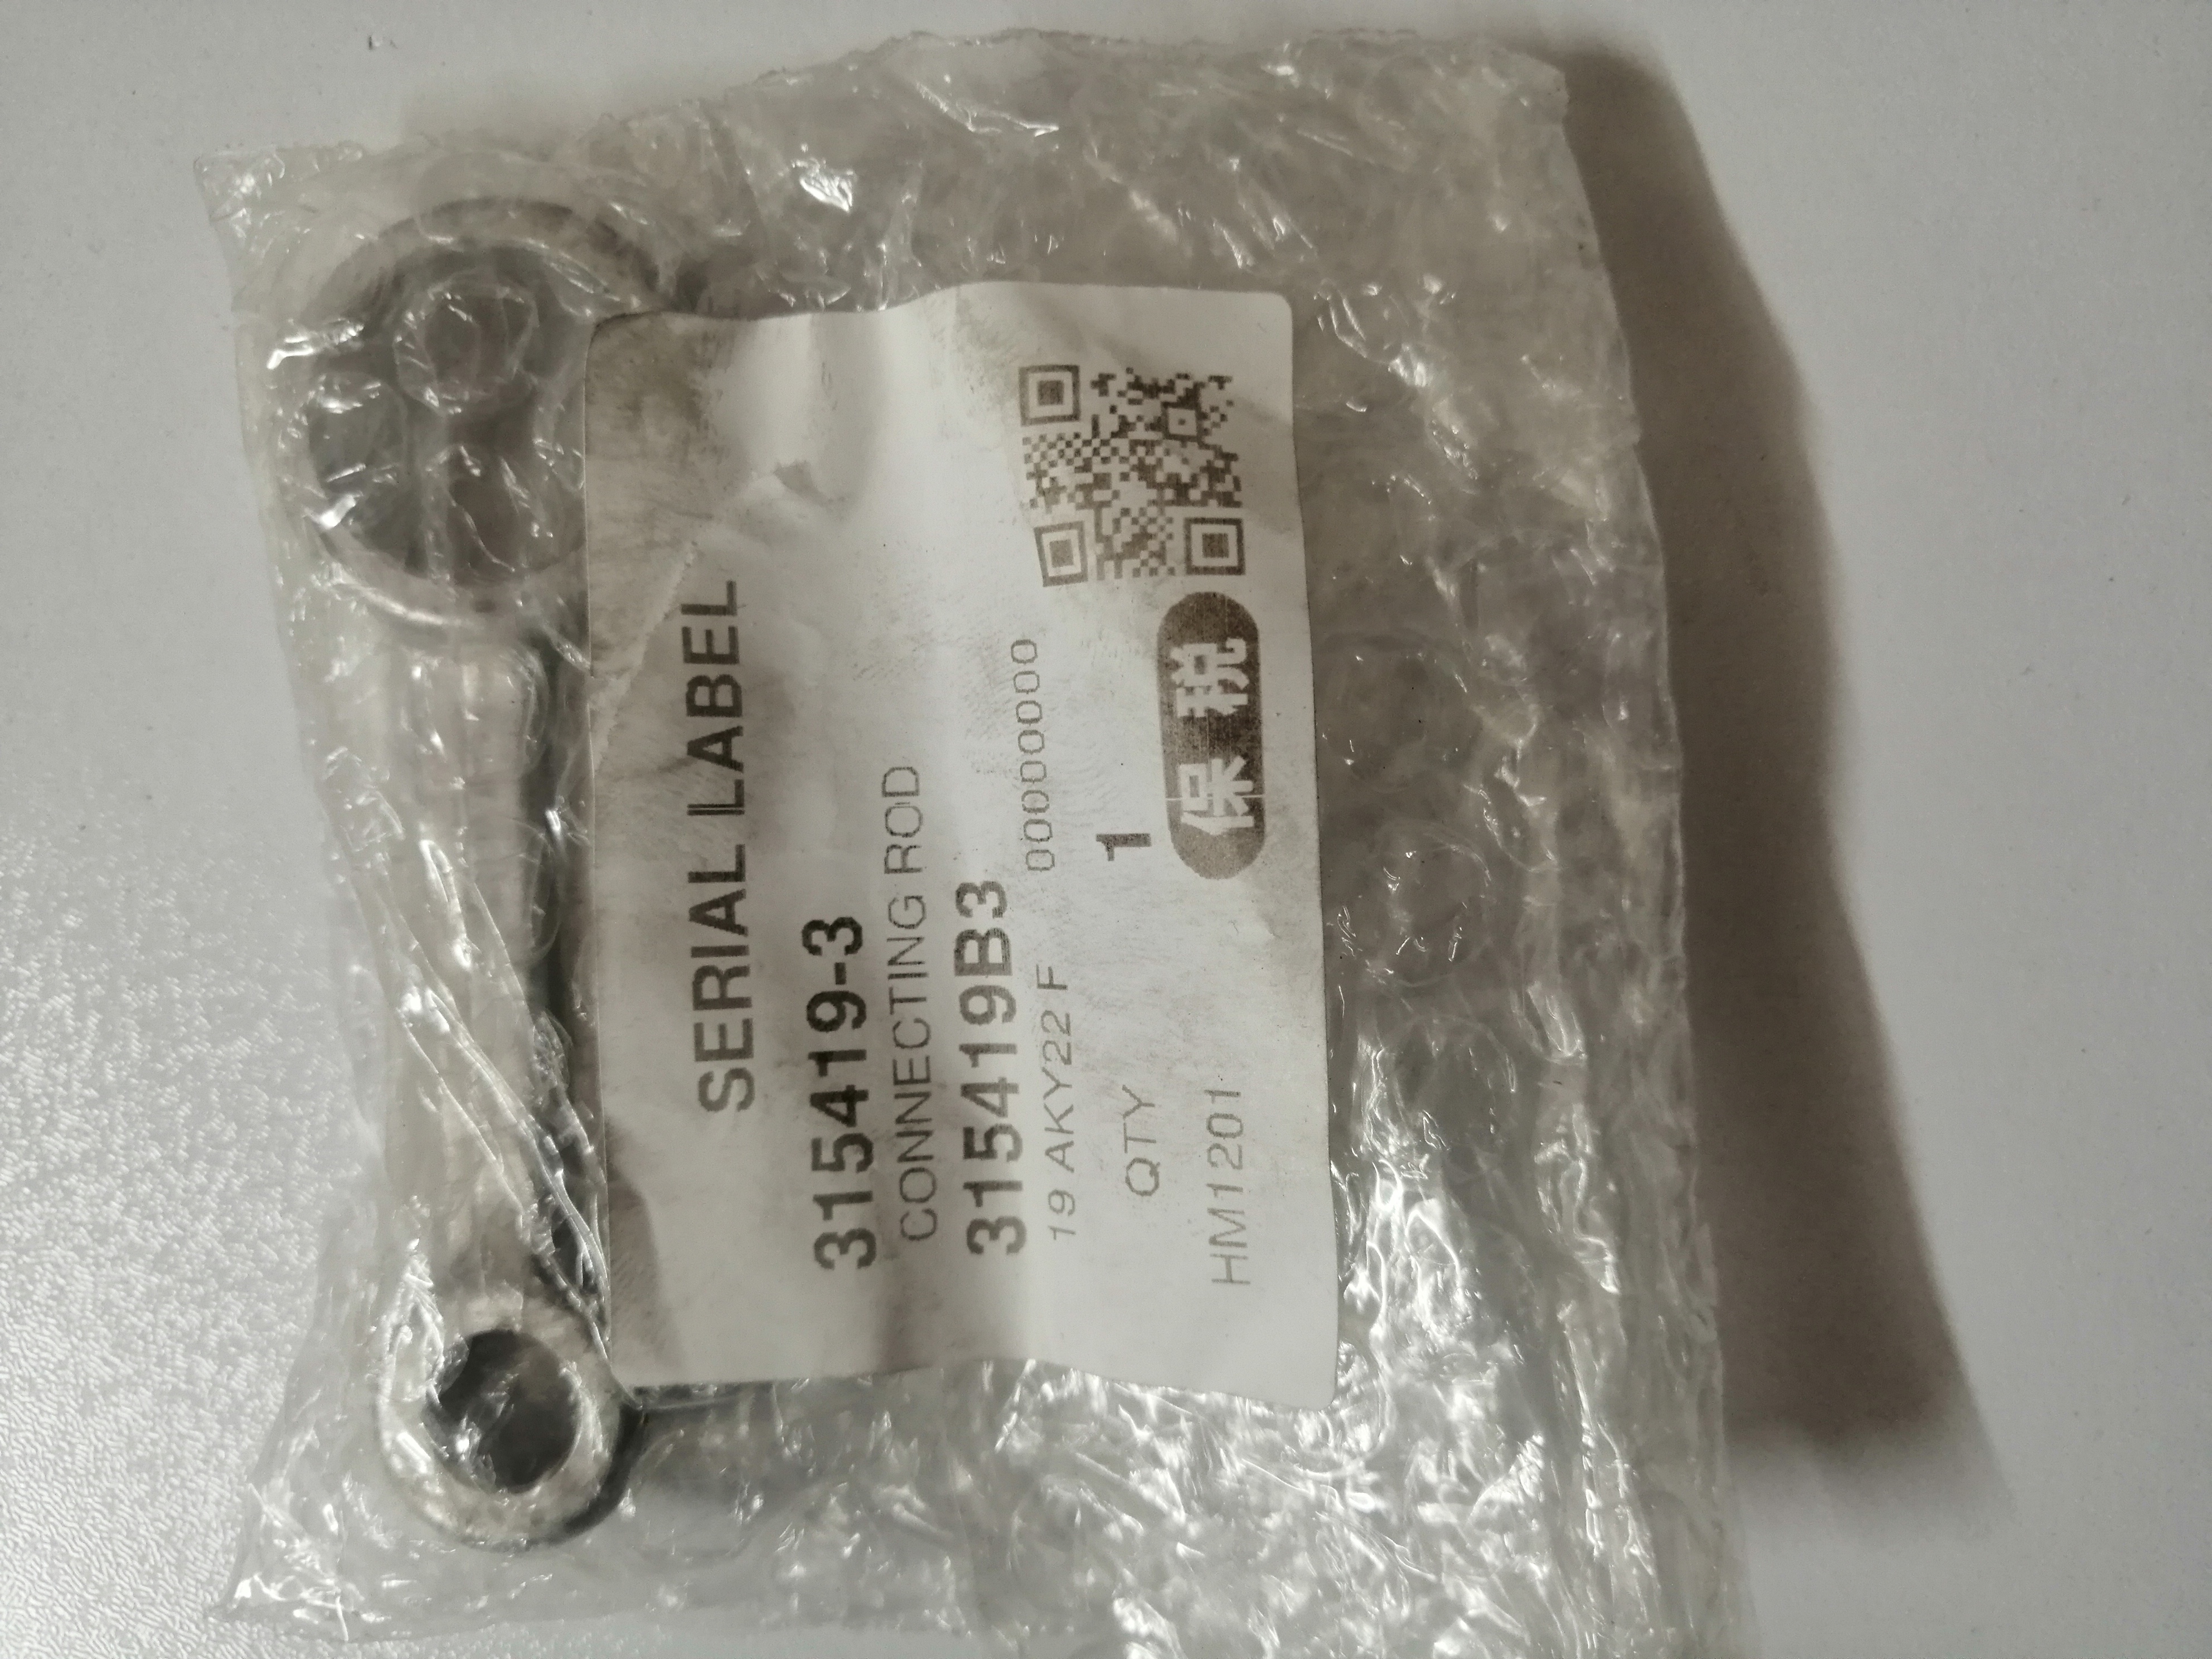 SERIAL LABEL
315419-3
CONNECTING ROD
315419B3
19 AKY22 F 000000000
QTY 1
HM1201 保税